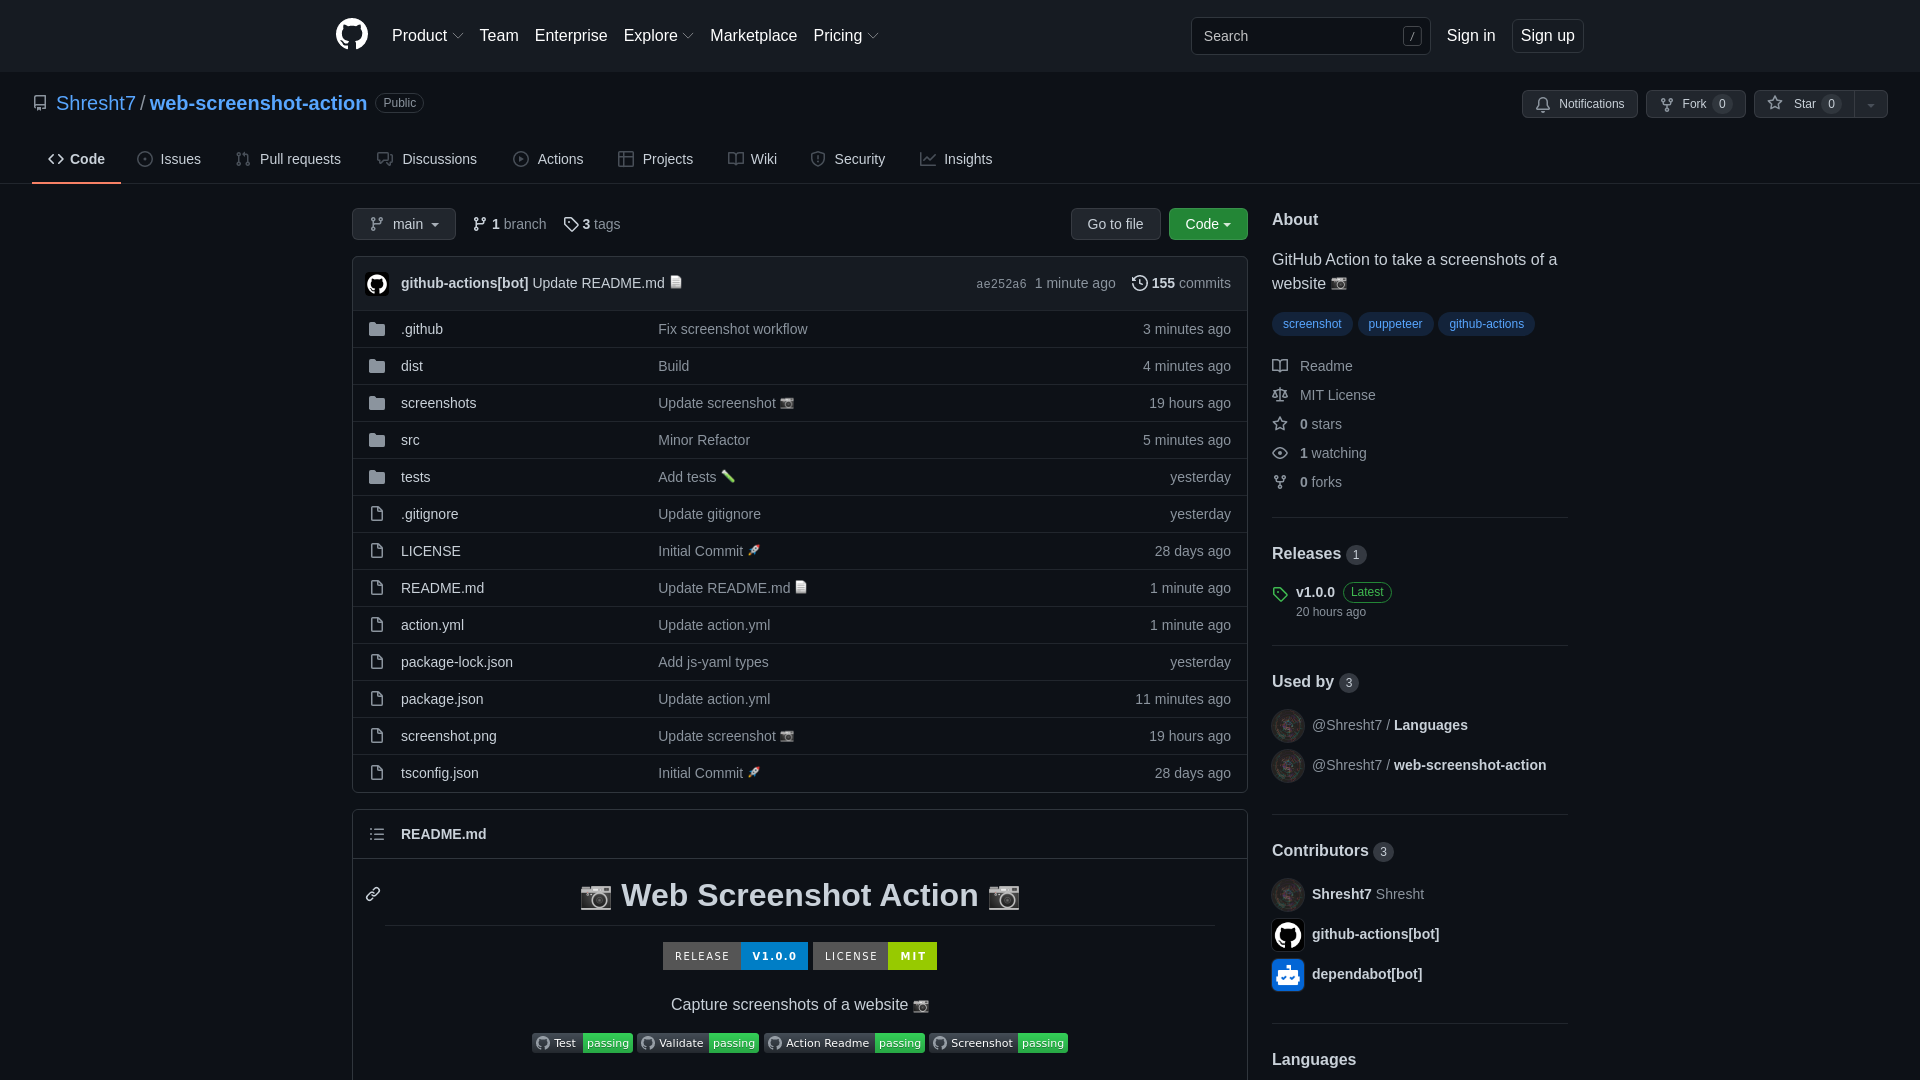 Product Team Enterprise Explore Marketplace Pricing Search / Sign in Sign up
Shresht7 / web-screenshot-action Public Notifications Fork 0 Star 0
Code Issues Pull requests Discussions Actions Projects Wiki Security Insights
main 1 branch 3 tags Go to file Code
github-actions[bot] Update README.md 📄 ae252a6 1 minute ago 155 commits
.github Fix screenshot workflow 3 minutes ago
dist Build 4 minutes ago
screenshots Update screenshot 📷 19 hours ago
src Minor Refactor 5 minutes ago
tests Add tests 🧪 yesterday
.gitignore Update gitignore yesterday
LICENSE Initial Commit 🚀 28 days ago
README.md Update README.md 📄 1 minute ago
action.yml Update action.yml 1 minute ago
package-lock.json Add js-yaml types yesterday
package.json Update action.yml 11 minutes ago
screenshot.png Update screenshot 📷 19 hours ago
tsconfig.json Initial Commit 🚀 28 days ago
README.md
📷 Web Screenshot Action 📷
RELEASE V1.0.0 LICENSE MIT
Capture screenshots of a website 📷
Test passing Validate passing Action Readme passing Screenshot passing
About
GitHub Action to take a screenshots of a
website 📷
screenshot puppeteer github-actions
Readme
MIT License
0 stars
1 watching
0 forks
Releases 1
v1.0.0 Latest
20 hours ago
Used by 3
@Shresht7 / Languages
@Shresht7 / web-screenshot-action
Contributors 3
Shresht7 Shresht
github-actions[bot]
dependabot[bot]
Languages